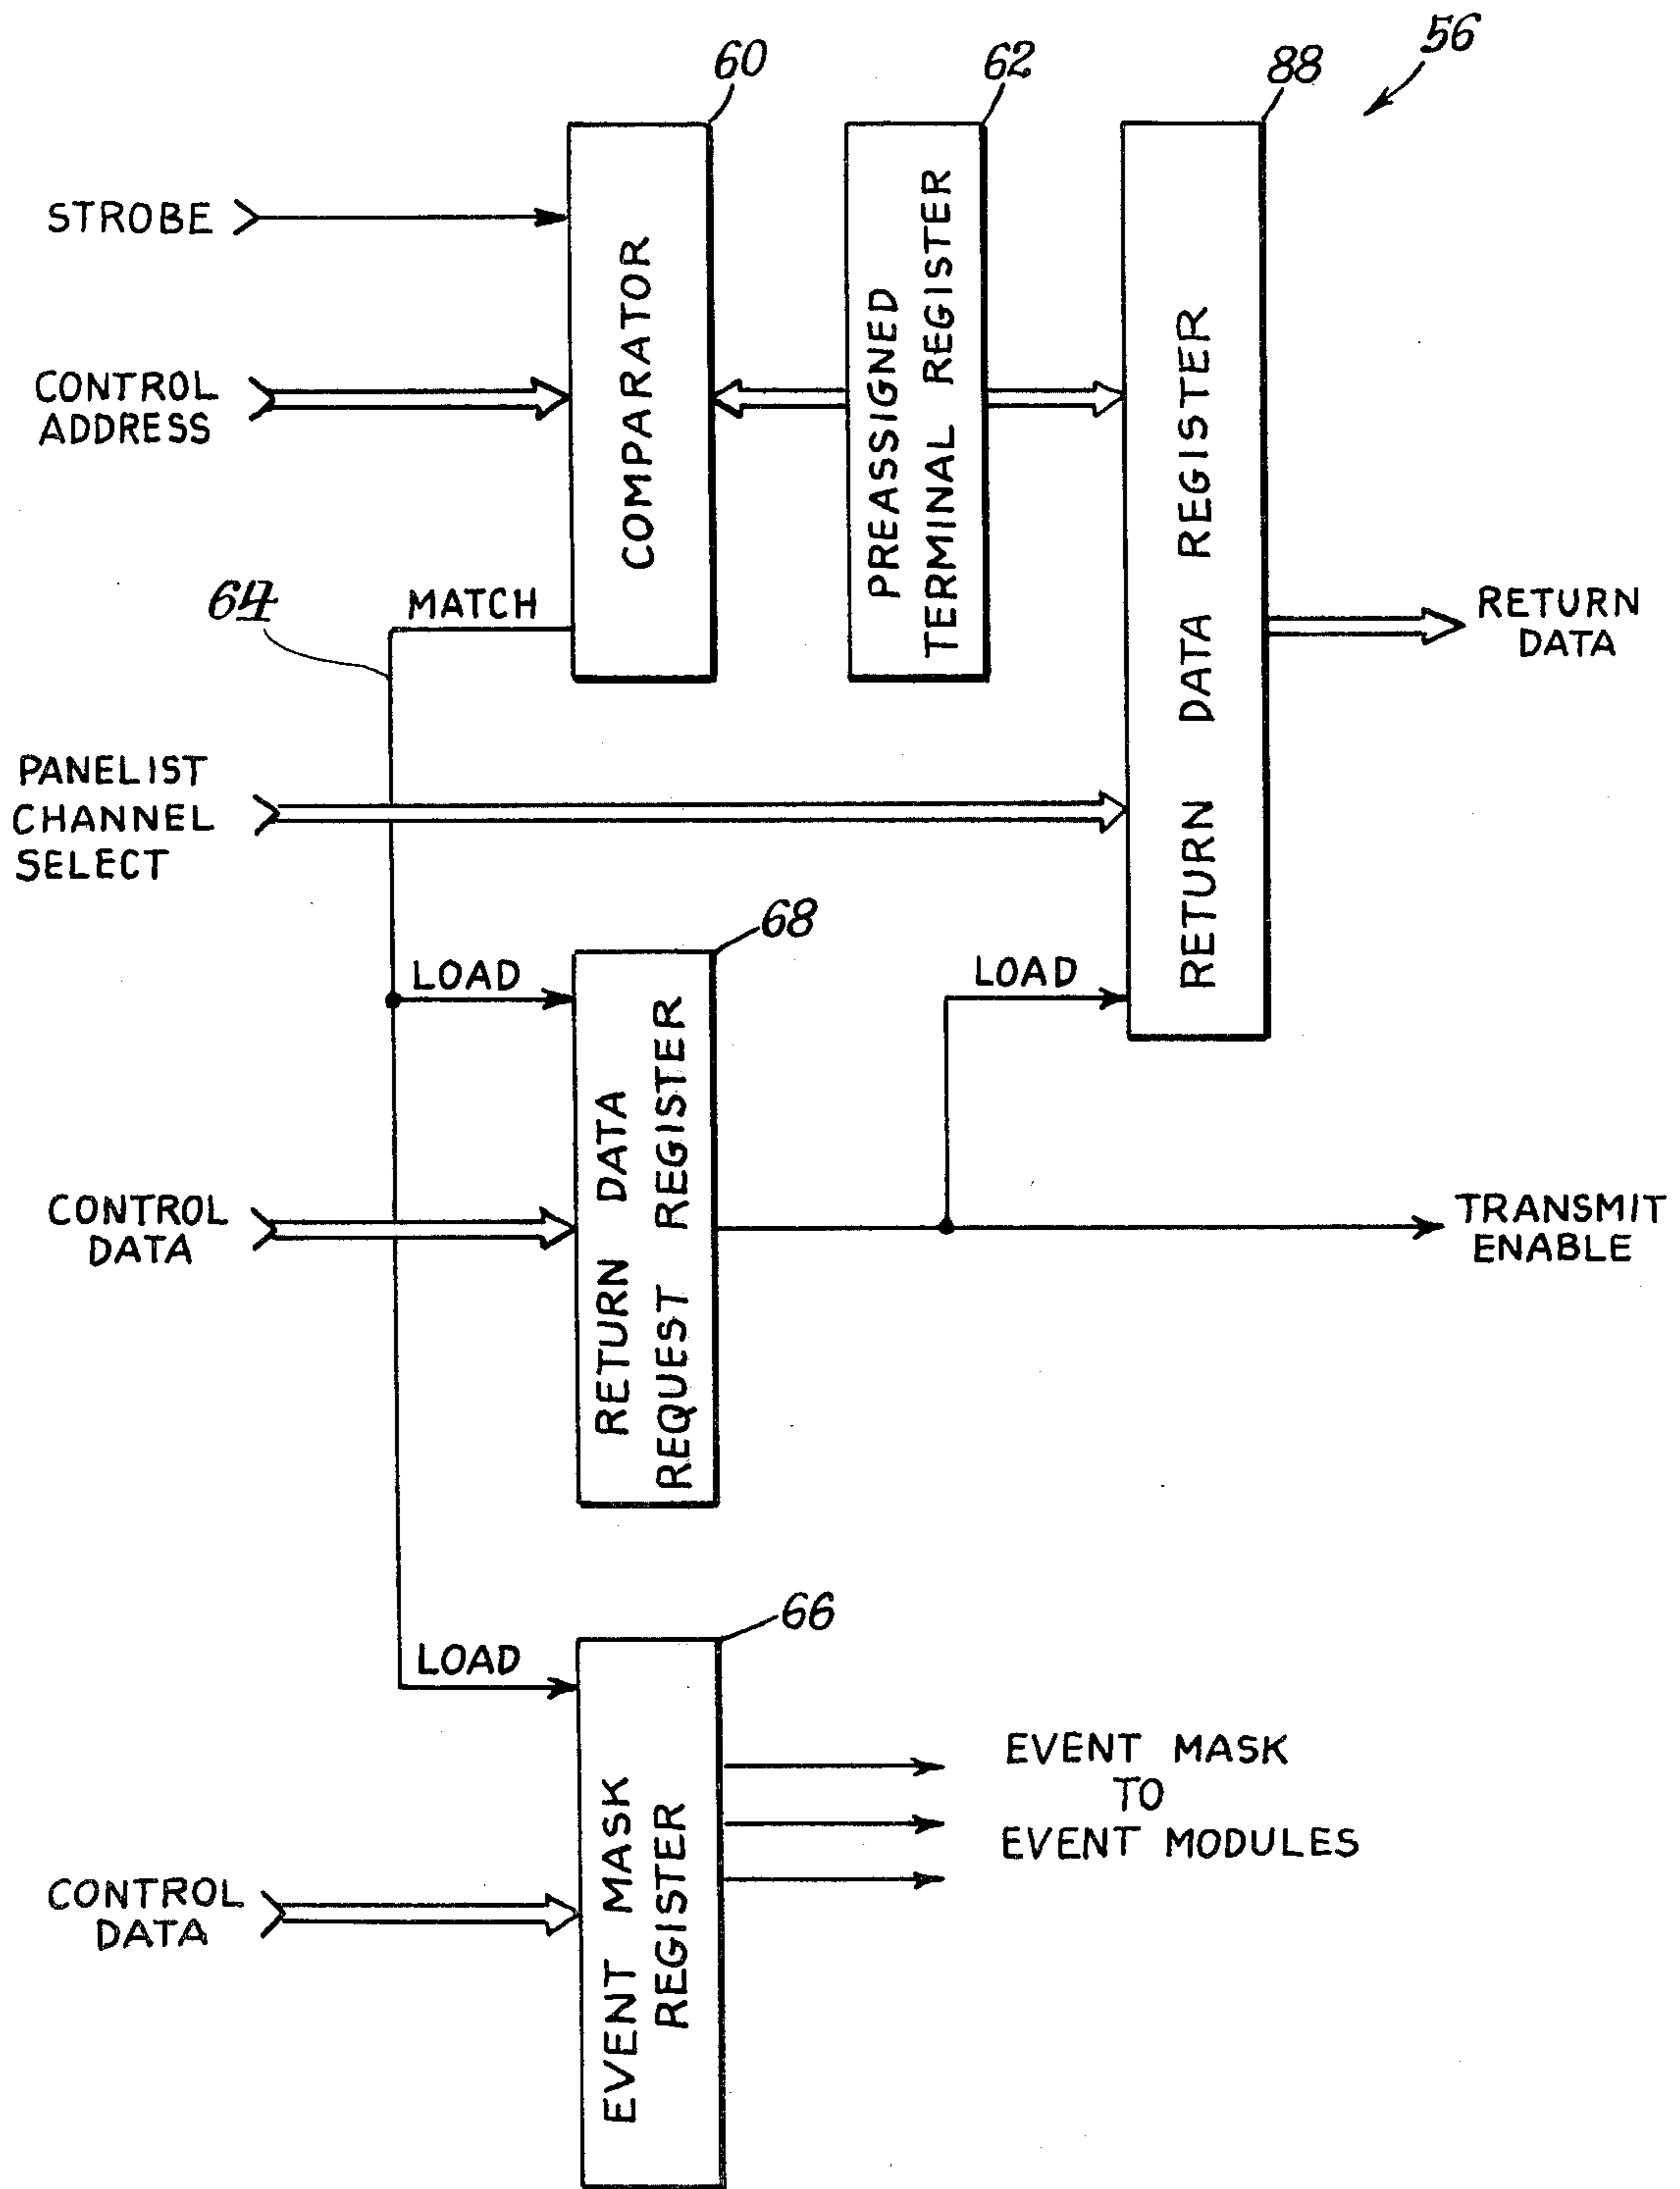 60
62
88
56
STROBE
CONTROL
ADDRESS
COMPARATOR
PREASSIGNED
TERMINAL REGISTER
RETURN DATA REGISTER
64
MATCH
RETURN
DATA
PANELIST
CHANNEL
SELECT
68
LOAD
LOAD
RETURN DATA
REQUEST REGISTER
CONTROL
DATA
TRANSMIT
ENABLE
66
LOAD
EVENT MASK
REGISTER
EVENT MASK
TO
EVENT MODULES
CONTROL
DATA